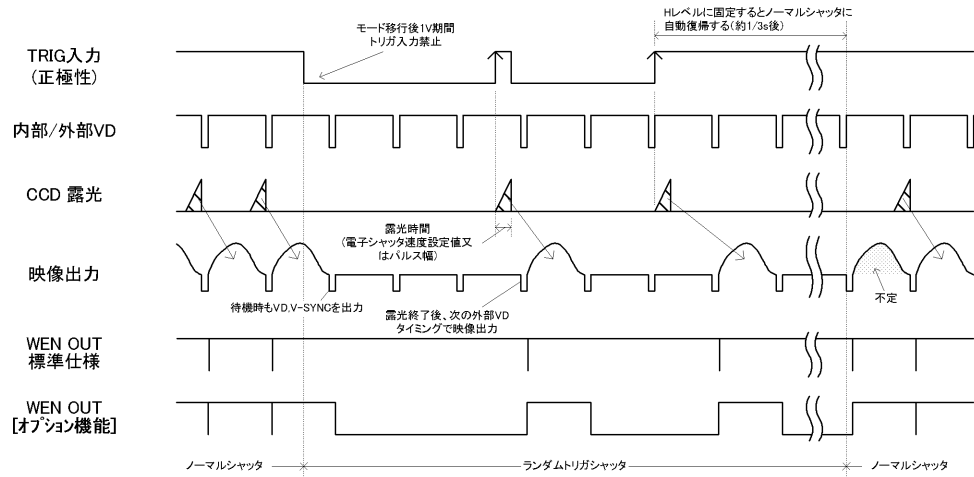 モード移行後1V期間
トリガ入力禁止
Hレベルに固定するとノーマルシャッタに
自動復帰する(約1/3s後)
TRIG入力
(正極性)
内部/外部VD
CCD 露光
露光時間
(電子シャッタ速度設定値又
はパルス幅)
映像出力
待機時もVD,V-SYNCを出力
露光終了後、次の外部VD
タイミングで映像出力
不定
WEN OUT
標準仕様
WEN OUT
[オプション機能]
ノーマルシャッタ
ランダムトリガシャッタ
ノーマルシャッタ